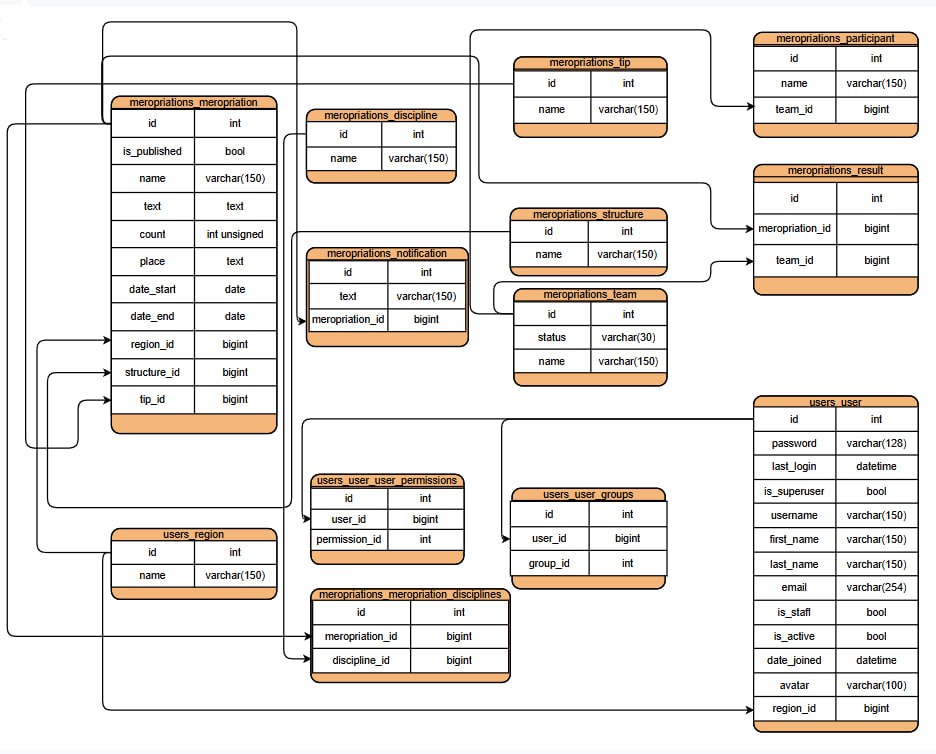 meropriations_meropriation
id int
is_published bool
name varchar(150)
text text
count int unsigned
place text
date_start date
date_end date
region_id bigint
structure_id bigint
tip_id bigint
users_region
id int
name varchar(150)
meropriations_discipline
id int
name varchar(150)
meropriations_notification
id int
text varchar(150)
meropriation_id bigint
users_user_user_permissions
id int
user_id bigint
permission_id int
meropriations_meropriation_disciplines
id int
meropriation_id bigint
discipline_id bigint
meropriations_tip
id int
name varchar(150)
meropriations_structure
id int
name varchar(150)
meropriations_team
id int
status varchar(30)
name varchar(150)
users_user_groups
id int
user_id bigint
group_id int
meropriations_participant
id int
name varchar(150)
team_id bigint
meropriations_result
id int
meropriation_id bigint
team_id bigint
users_user
id int
password varchar(128)
last_login datetime
is_superuser bool
username varchar(150)
first_name varchar(150)
last_name varchar(150)
email varchar(254)
is_staff bool
is_active bool
date_joined datetime
avatar varchar(100)
region_id bigint